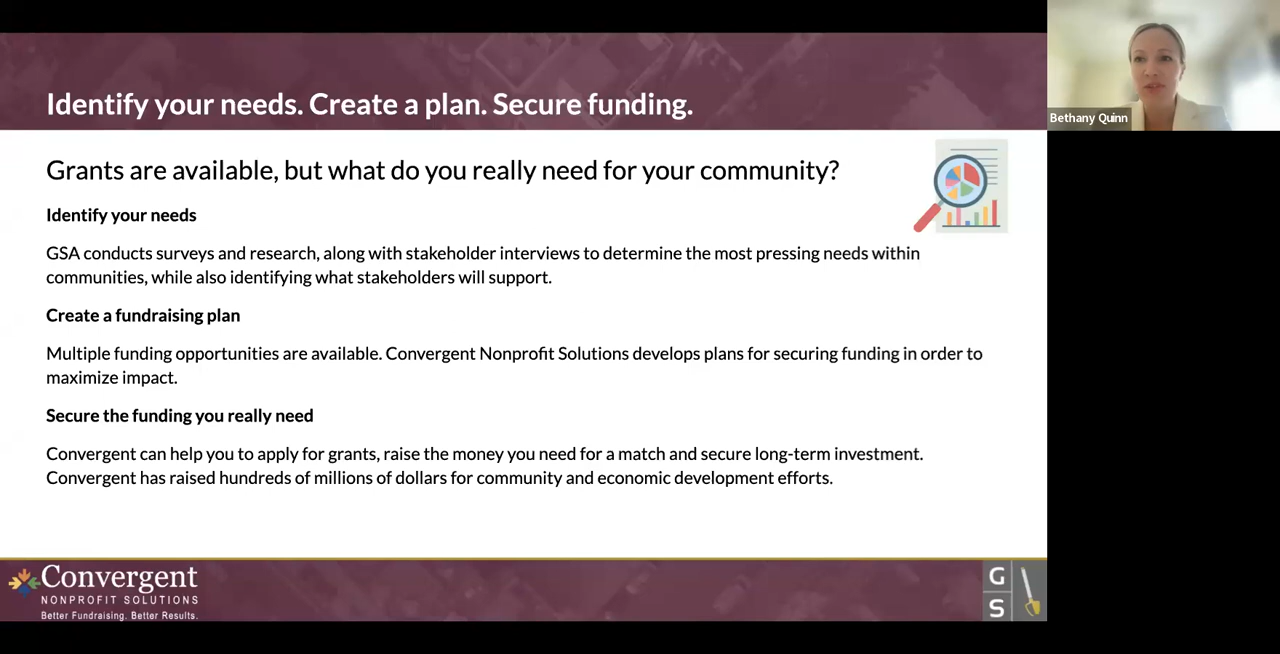 Identify your needs. Create a plan. Secure funding.
Bethany Quinn
Grants are available, but what do you really need for your community?
Identify your needs
GSA conducts surveys and research, along with stakeholder interviews to determine the most pressing needs within
communities, while also identifying what stakeholders will support.
Create a fundraising plan
Multiple funding opportunities are available. Convergent Nonprofit Solutions develops plans for securing funding in order to
maximize impact.
Secure the funding you really need
Convergent can help you to apply for grants, raise the money you need for a match and secure long-term investment.
Convergent has raised hundreds of millions of dollars for community and economic development efforts.
Convergent
NONPROFIT SOLUTIONS
Better Fundraising. Better Results.
G
S